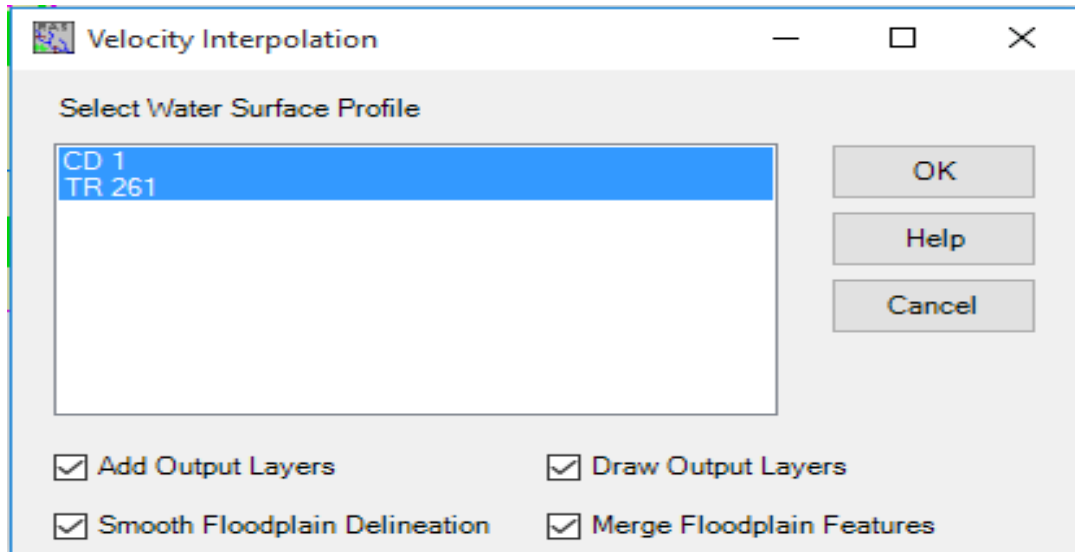 Velocity Interpolation
Select Water Surface Profile
CD 1
TR 261
OK
Help
Cancel
Add Output Layers
Draw Output Layers
Smooth Floodplain Delineation
Merge Floodplain Features